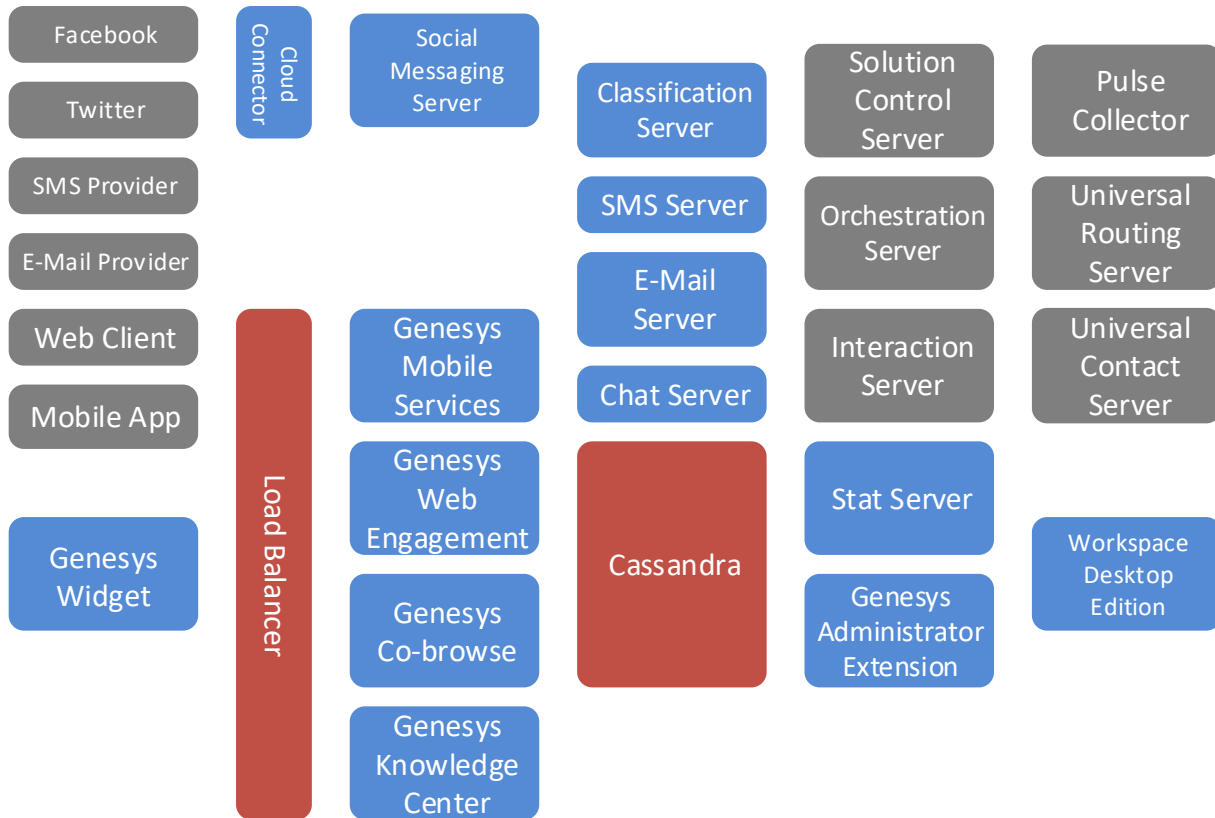 Facebook
Twitter
SMS Provider
E-Mail Provider
Web Client
Mobile App
Genesys
Widget
Cloud
Connector
Load Balancer
Social
Messaging
Server
Genesys
Mobile
Services
Genesys
Web
Engagement
Genesys
Co-browse
Genesys
Knowledge
Center
Classification
Server
SMS Server
E-Mail
Server
Chat Server
Cassandra
Solution
Control
Server
Orchestration
Server
Interaction
Server
Stat Server
Genesys
Administrator
Extension
Pulse
Collector
Universal
Routing
Server
Universal
Contact
Server
Workspace
Desktop
Edition